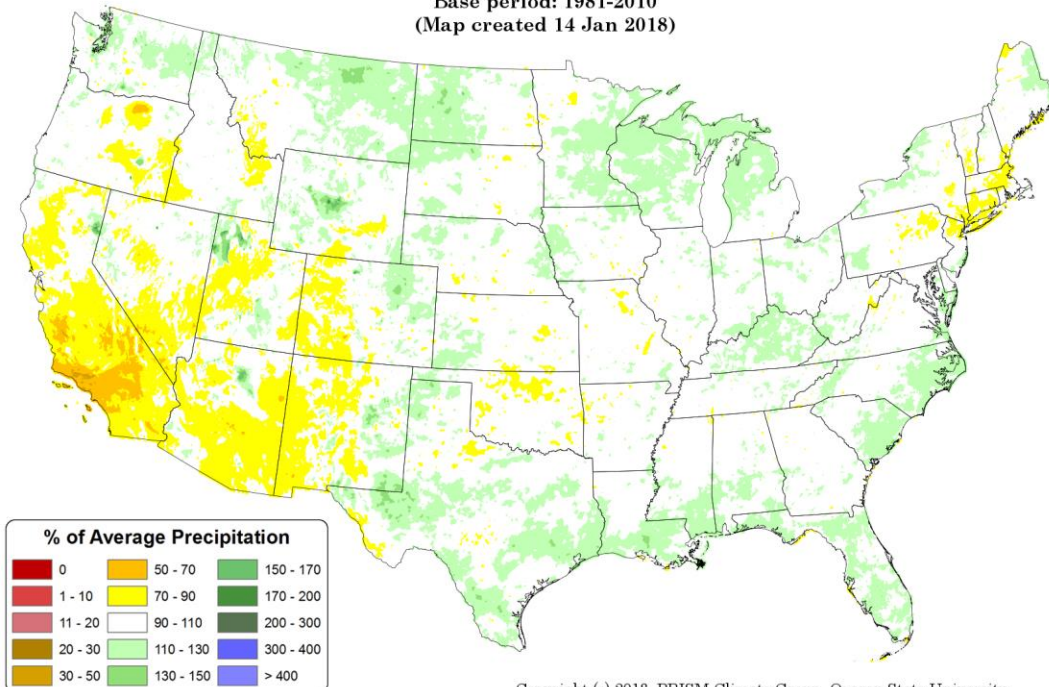 Base period: 1981-2010
(Map created 14 Jan 2018)
% of Average Precipitation
0
50 - 70
150 - 170
1 - 10
70 - 90
170 - 200
11 - 20
90 - 110
200 - 300
20 - 30
110 - 130
300 - 400
30 - 50
130 - 150
> 400